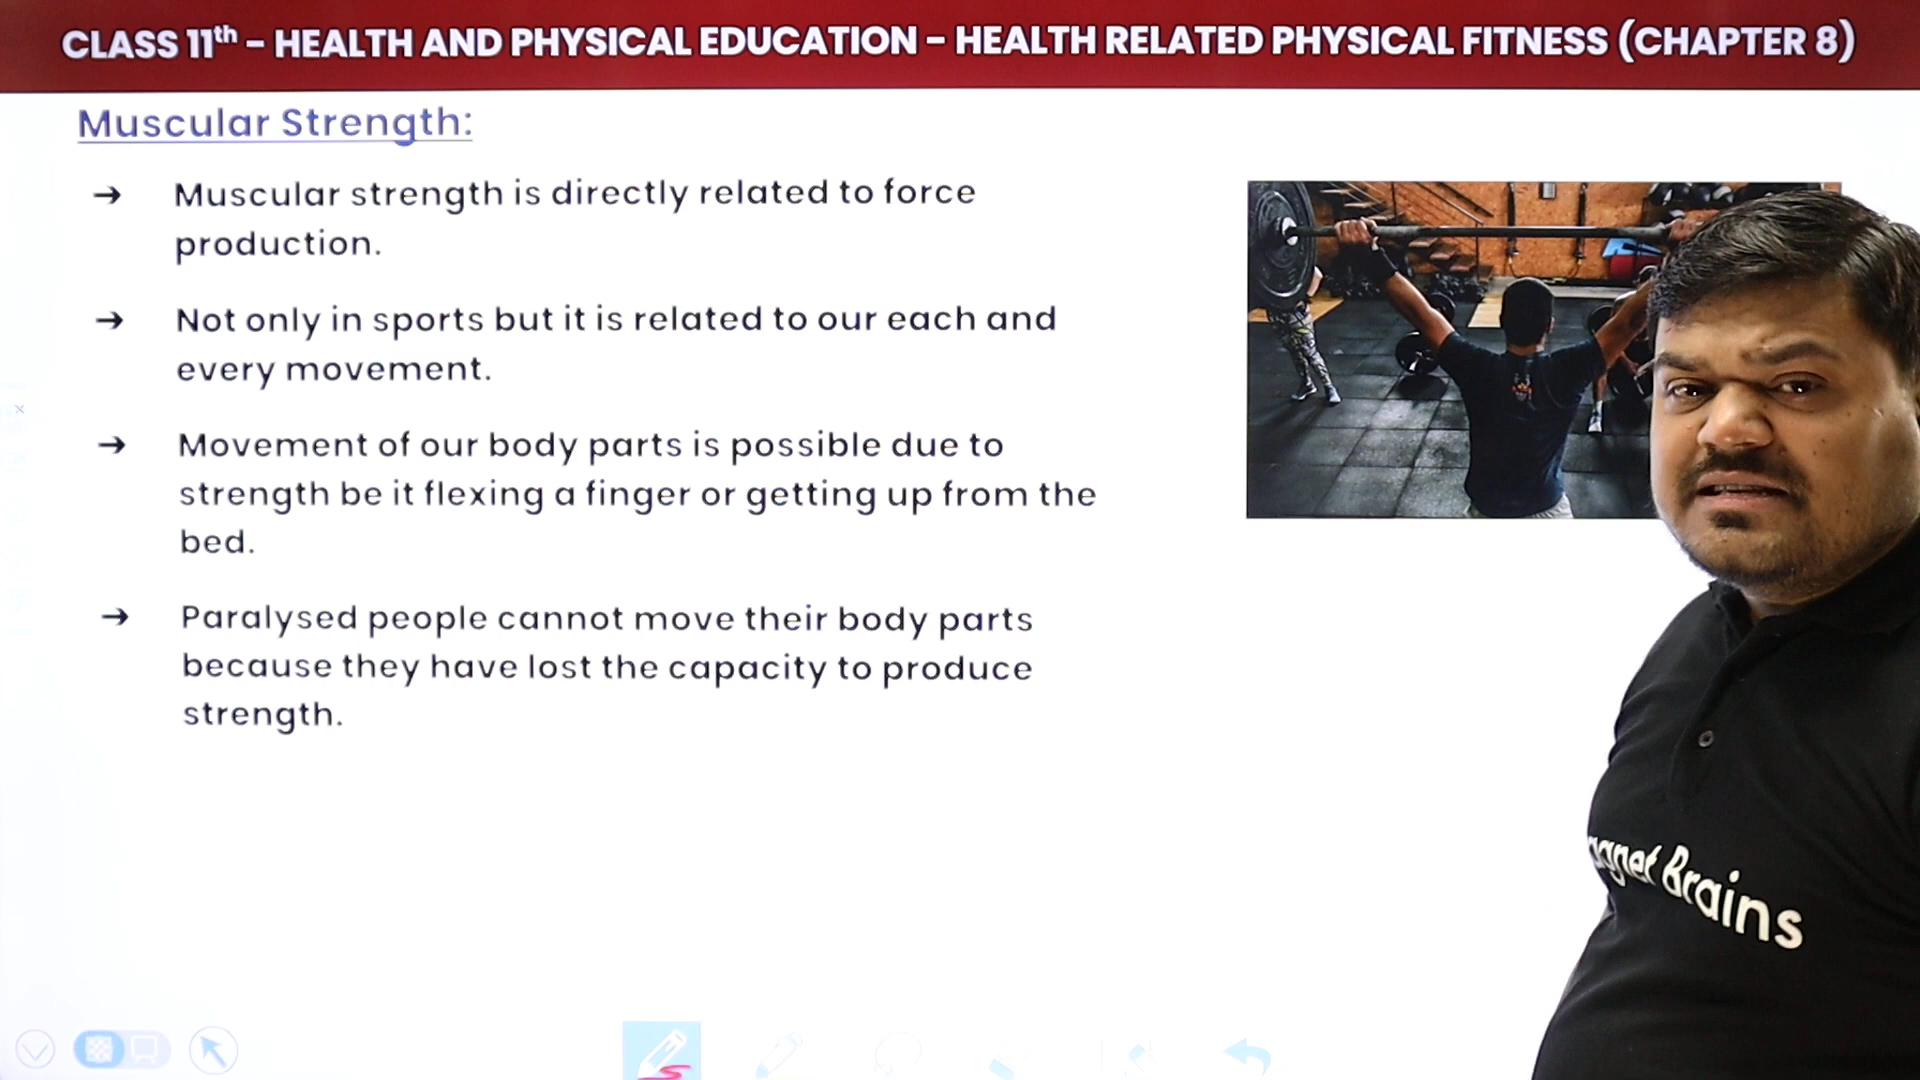 CLASS 11th – HEALTH AND PHYSICAL EDUCATION – HEALTH RELATED PHYSICAL FITNESS (CHAPTER 8)
Muscular Strength:
→ Muscular strength is directly related to force
production.
→ Not only in sports but it is related to our each and
every movement.
→ Movement of our body parts is possible due to
strength be it flexing a finger or getting up from the
bed.
→ Paralysed people cannot move their body parts
because they have lost the capacity to produce
strength.
Brains